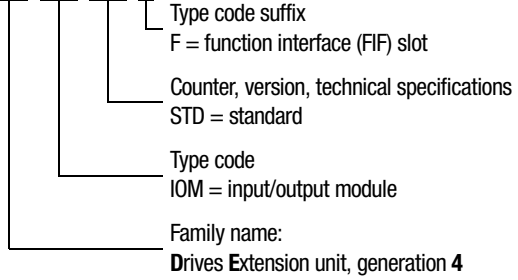 Type code suffix
F = function interface (FIF) slot
Counter, version, technical specifications
STD = standard
Type code
IOM = input/output module
Family name:
Drives Extension unit, generation 4